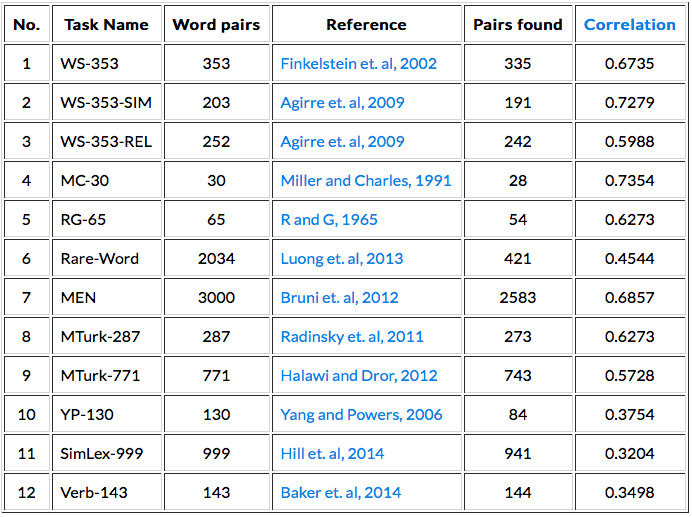 No. Task Name Word pairs Reference Pairs found Correlation
1 WS-353 353 Finkelstein et. al, 2002 335 0.6735
2 WS-353-SIM 203 Agirre et. al, 2009 191 0.7279
3 WS-353-REL 252 Agirre et. al, 2009 242 0.5988
4 MC-30 30 Miller and Charles, 1991 28 0.7354
5 RG-65 65 R and G, 1965 54 0.6273
6 Rare-Word 2034 Luong et. al, 2013 421 0.4544
7 MEN 3000 Bruni et. al, 2012 2583 0.6857
8 MTurk-287 287 Radinsky et. al, 2011 273 0.6273
9 MTurk-771 771 Halawi and Dror, 2012 743 0.5728
10 YP-130 130 Yang and Powers, 2006 84 0.3754
11 SimLex-999 999 Hill et. al, 2014 941 0.3204
12 Verb-143 143 Baker et. al, 2014 144 0.3498